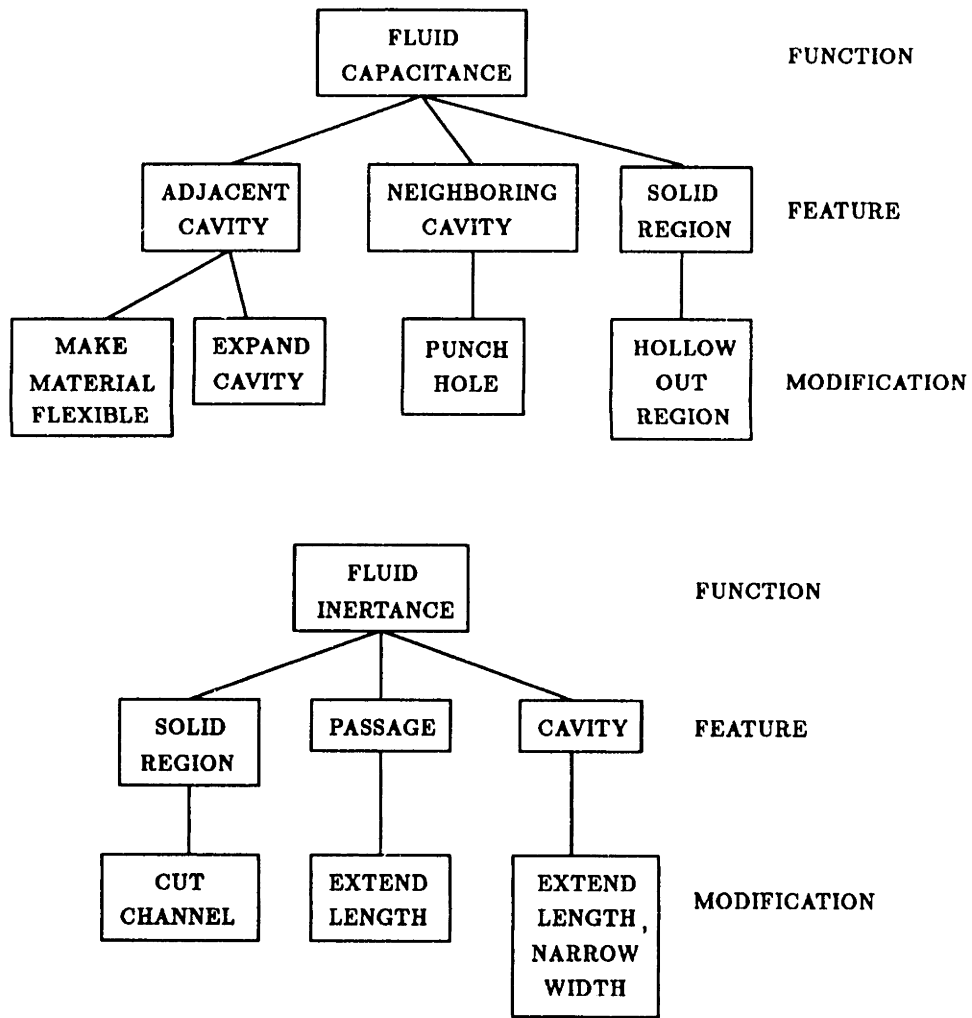 FLUID
CAPACITANCE
FUNCTION
ADJACENT
CAVITY
NEIGHBORING
CAVITY
SOLID
REGION
FEATURE
MAKE
MATERIAL
FLEXIBLE
EXPAND
CAVITY
PUNCH
HOLE
HOLLOW
OUT
REGION
MODIFICATION
FLUID
INERTANCE
FUNCTION
SOLID
REGION
PASSAGE
CAVITY
FEATURE
CUT
CHANNEL
EXTEND
LENGTH
EXTEND
LENGTH,
NARROW
WIDTH
MODIFICATION